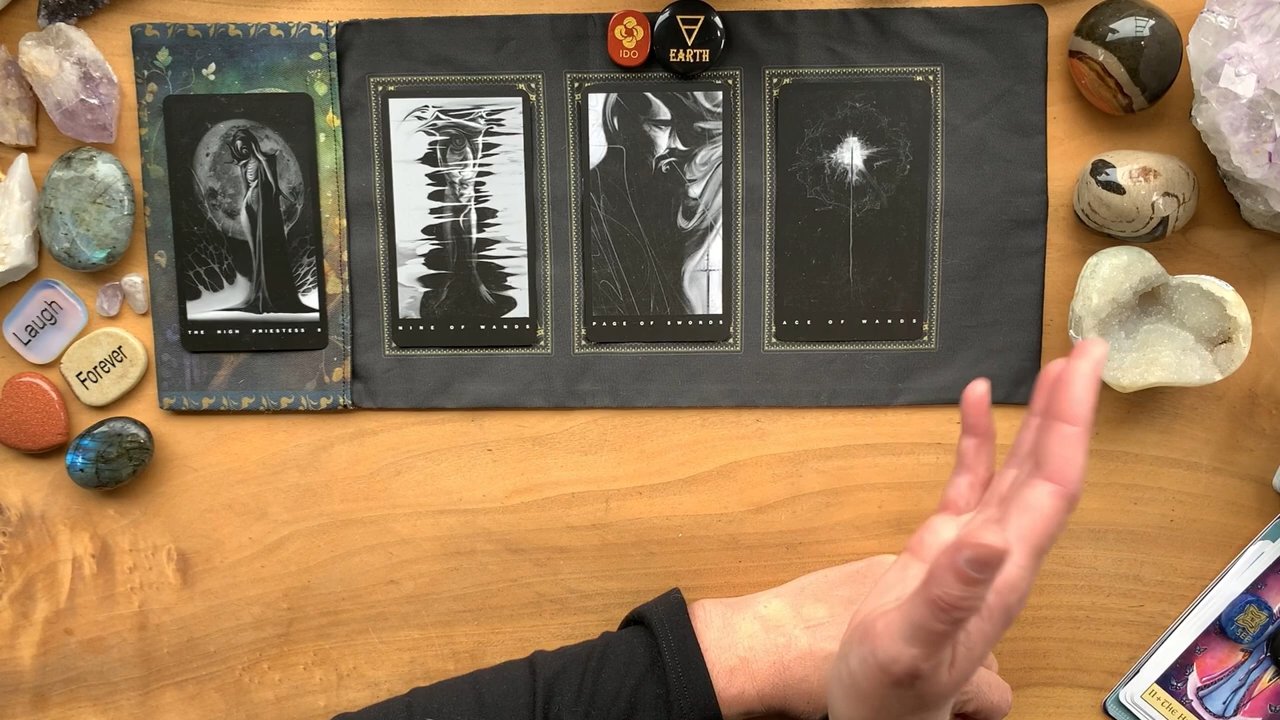 IDO
EARTH
THE HIGH PRIESTESS
NINE OF WANDS
PAGE OF SWORDS
ACE OF WANDS
Laugh
Forever